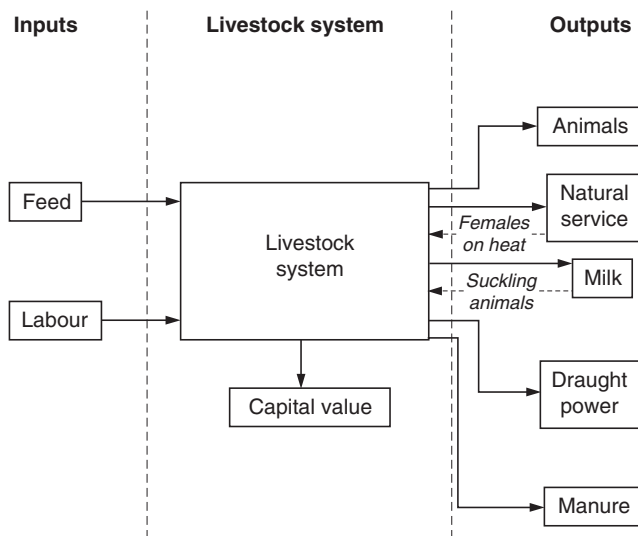 Inputs
Livestock system
Outputs
Animals
Feed
Natural
service
Females
on heat
Livestock
system
Suckling
animals
Milk
Labour
Capital value
Draught
power
Manure